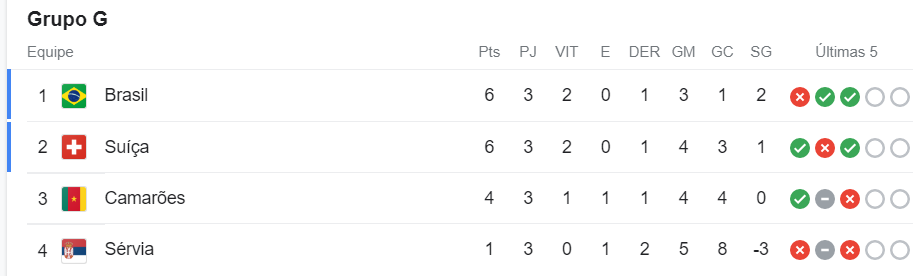 Grupo G
Equipe Pts PJ VIT E DER GM GC SG Últimas 5
1 Brasil 6 3 2 0 1 3 1 2
2 Suíça 6 3 2 0 1 4 3 1
3 Camarões 4 3 1 1 1 4 4 0
4 Sérvia 1 3 0 1 2 5 8 -3